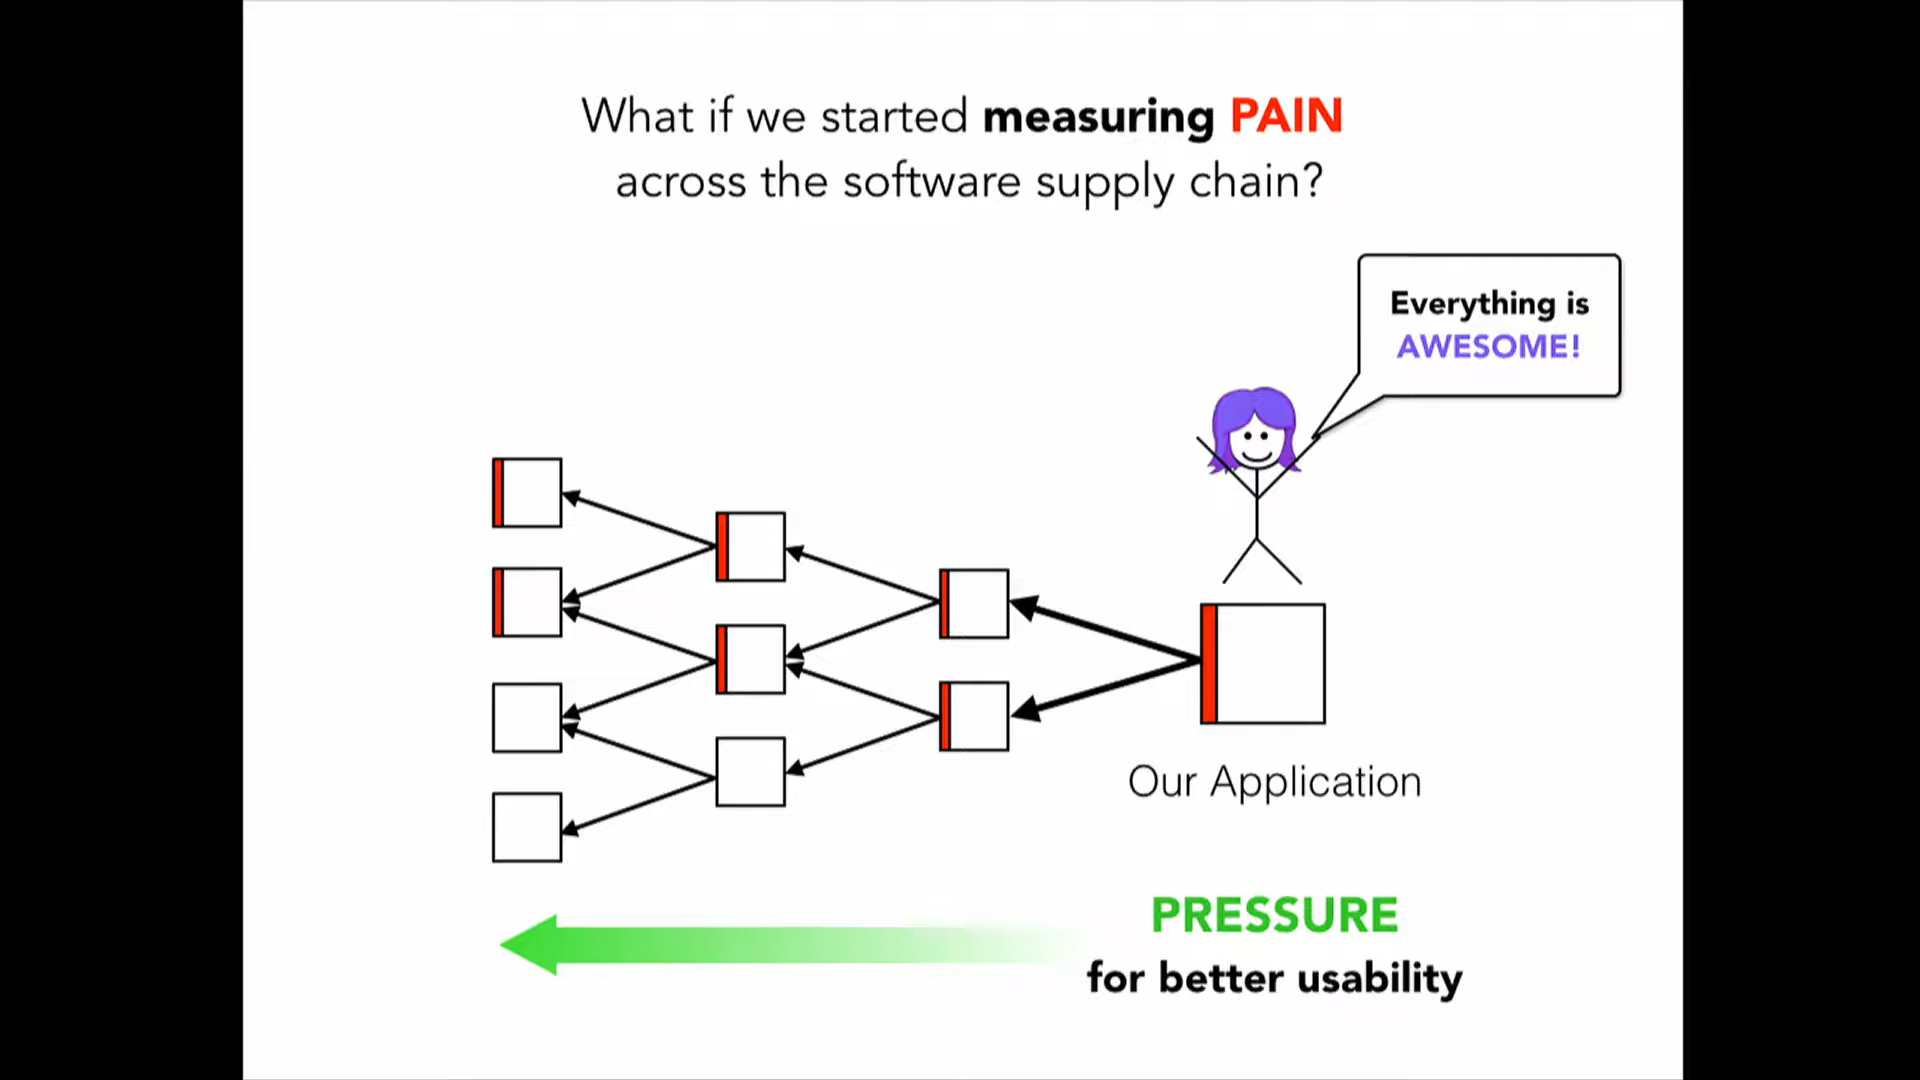 What if we started measuring PAIN
across the software supply chain?
Everything is
AWESOME!
Our Application
PRESSURE
for better usability